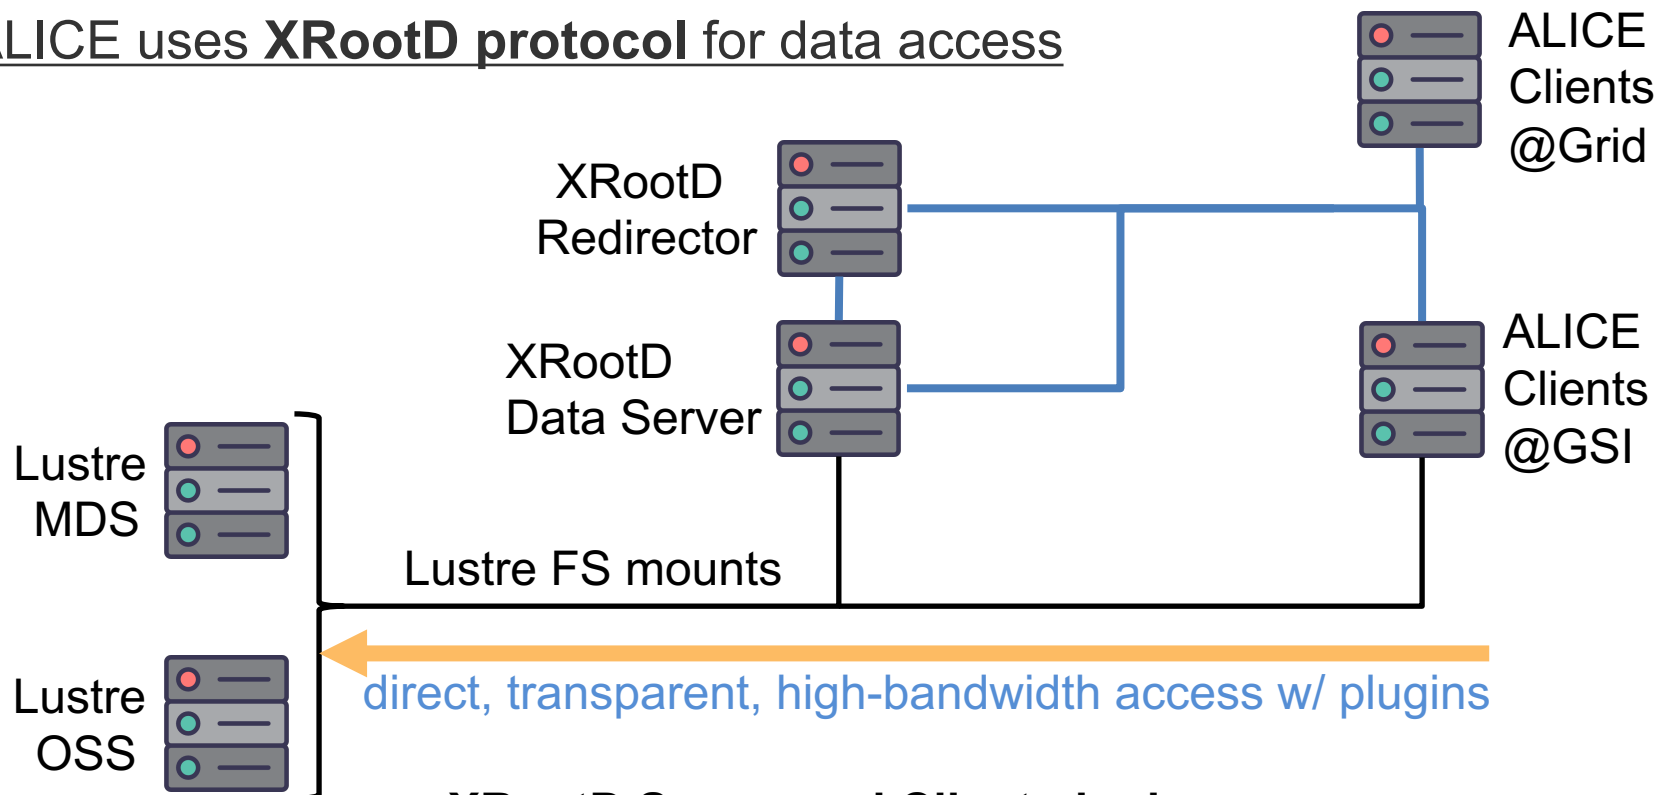 ALICE uses XRootD protocol for data access
ALICE
Clients
@Grid
XRootD
Redirector
XRootD
Data Server
ALICE
Clients
@GSI
Lustre
MDS
Lustre FS mounts
direct, transparent, high-bandwidth access w/ plugins
Lustre
OSS